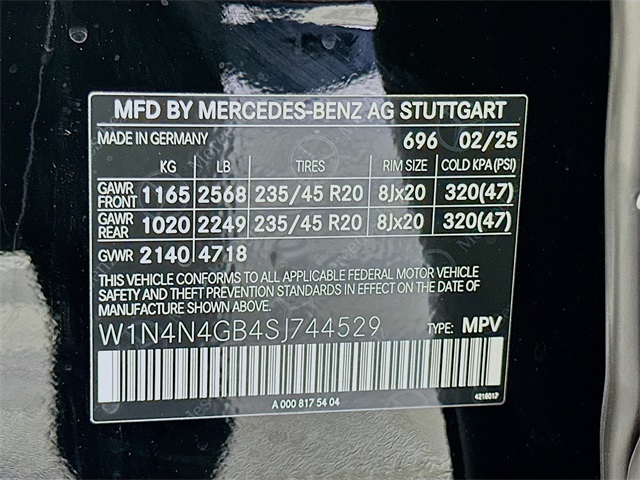 MFD BY MERCEDES-BENZ AG STUTTGART
MADE IN GERMANY 696 02/25
KG LB TIRES RIM SIZE COLD KPA(PSI)
GAWR FRONT 1165 2568 235/45 R20 8Jx20 320(47)
GAWR REAR 1020 2249 235/45 R20 8Jx20 320(47)
GVWR 2140 4718
THIS VEHICLE CONFORMS TO ALL APPLICABLE FEDERAL MOTOR VEHICLE
SAFETY AND THEFT PREVENTION STANDARDS IN EFFECT ON THE DATE OF
MANUFACTURE SHOWN ABOVE.
W1N4N4GB4SJ744529 TYPE: MPV
A 000 817 54 04